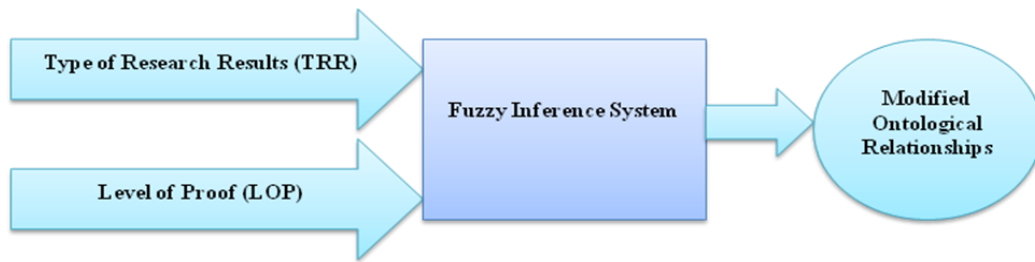 Type of Research Results (TRR)
Level of Proof (LOP)
Fuzzy Inference System
Modified
Ontological
Relationships